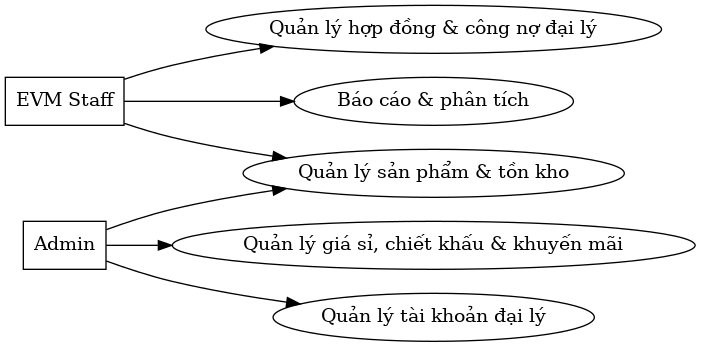 Quản lý hợp đồng & công nợ đại lý
EVM Staff
Báo cáo & phân tích
Quản lý sản phẩm & tồn kho
Admin
Quản lý giá sỉ, chiết khấu & khuyến mãi
Quản lý tài khoản đại lý